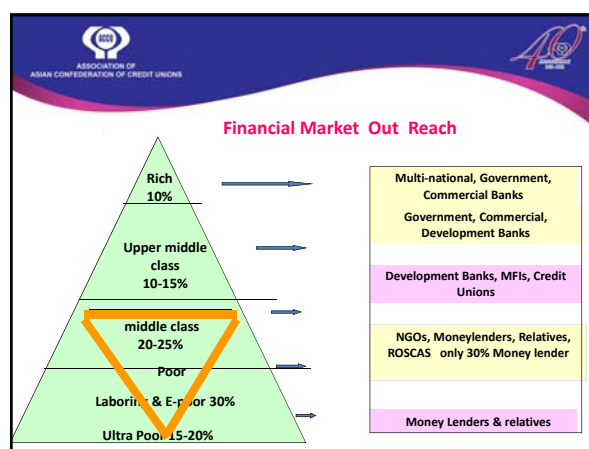 ACCU
ASSOCIATION OF
ASIAN CONFEDERATION OF CREDIT UNIONS
40
Financial Market Out Reach
Rich
10%
Upper middle
class
10-15%
middle class
20-25%
Poor
Laboring & E-poor 30%
Ultra Poor 15-20%
Multi-national, Government,
Commercial Banks
Government, Commercial,
Development Banks
Development Banks, MFIs, Credit
Unions
NGOs, Moneylenders, Relatives,
ROSCAS only 30% Money lender
Money Lenders & relatives